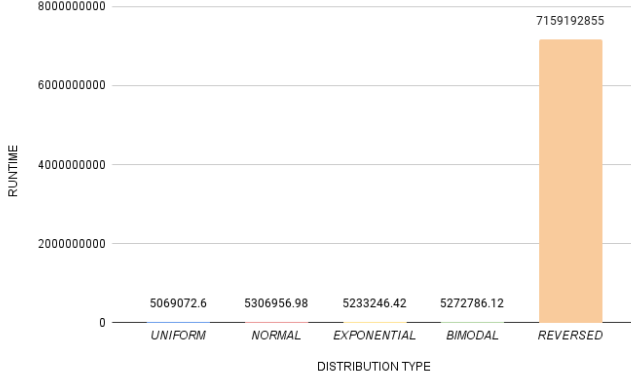 8000000000
7159192855
6000000000
RUNTIME
4000000000
2000000000
5069072.6 5306956.98 5233246.42 5272786.12
0
UNIFORM NORMAL EXPONENTIAL BIMODAL REVERSED
DISTRIBUTION TYPE